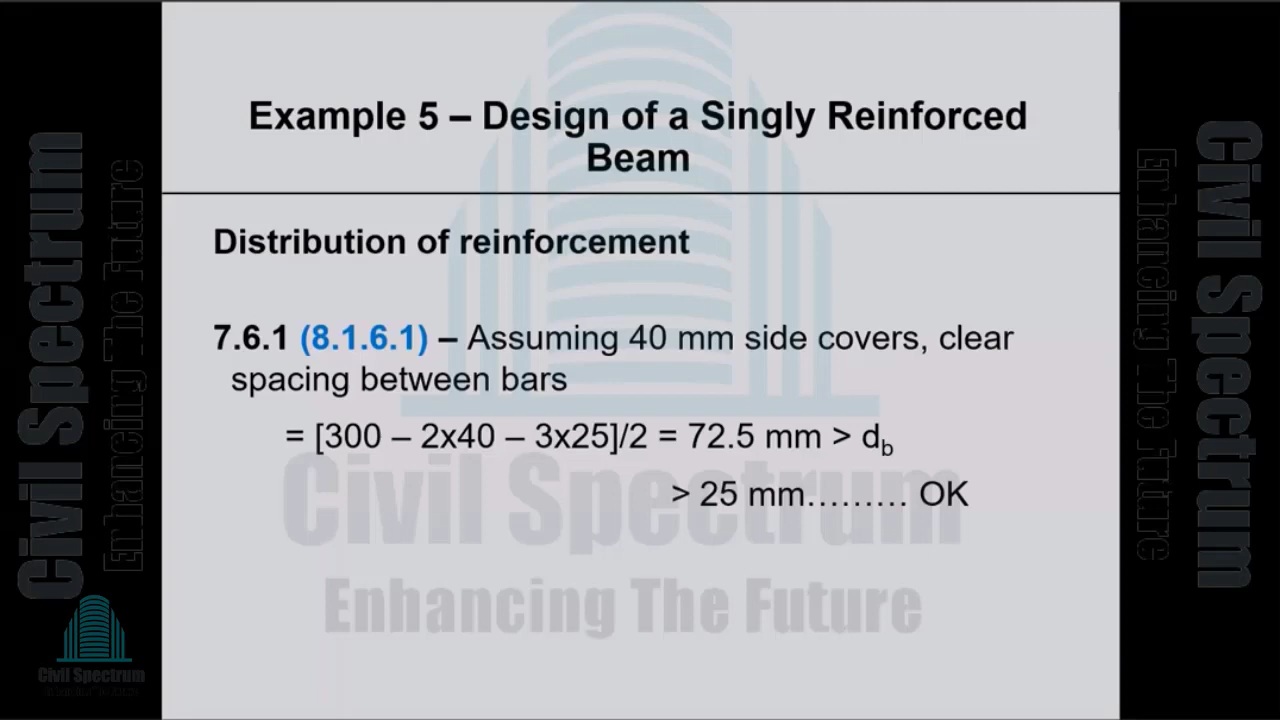 Example 5 – Design of a Singly Reinforced
Beam
Distribution of reinforcement
7.6.1 (8.1.6.1) – Assuming 40 mm side covers, clear
spacing between bars
= [300 – 2x40 – 3x25]/2 = 72.5 mm > db
> 25 mm......... OK
Civil Spectrum
Enhancing The Future
Civil Spectrum
Enhancing The Future
Civil Spectrum
Enhancing The Future
Civil Spectrum